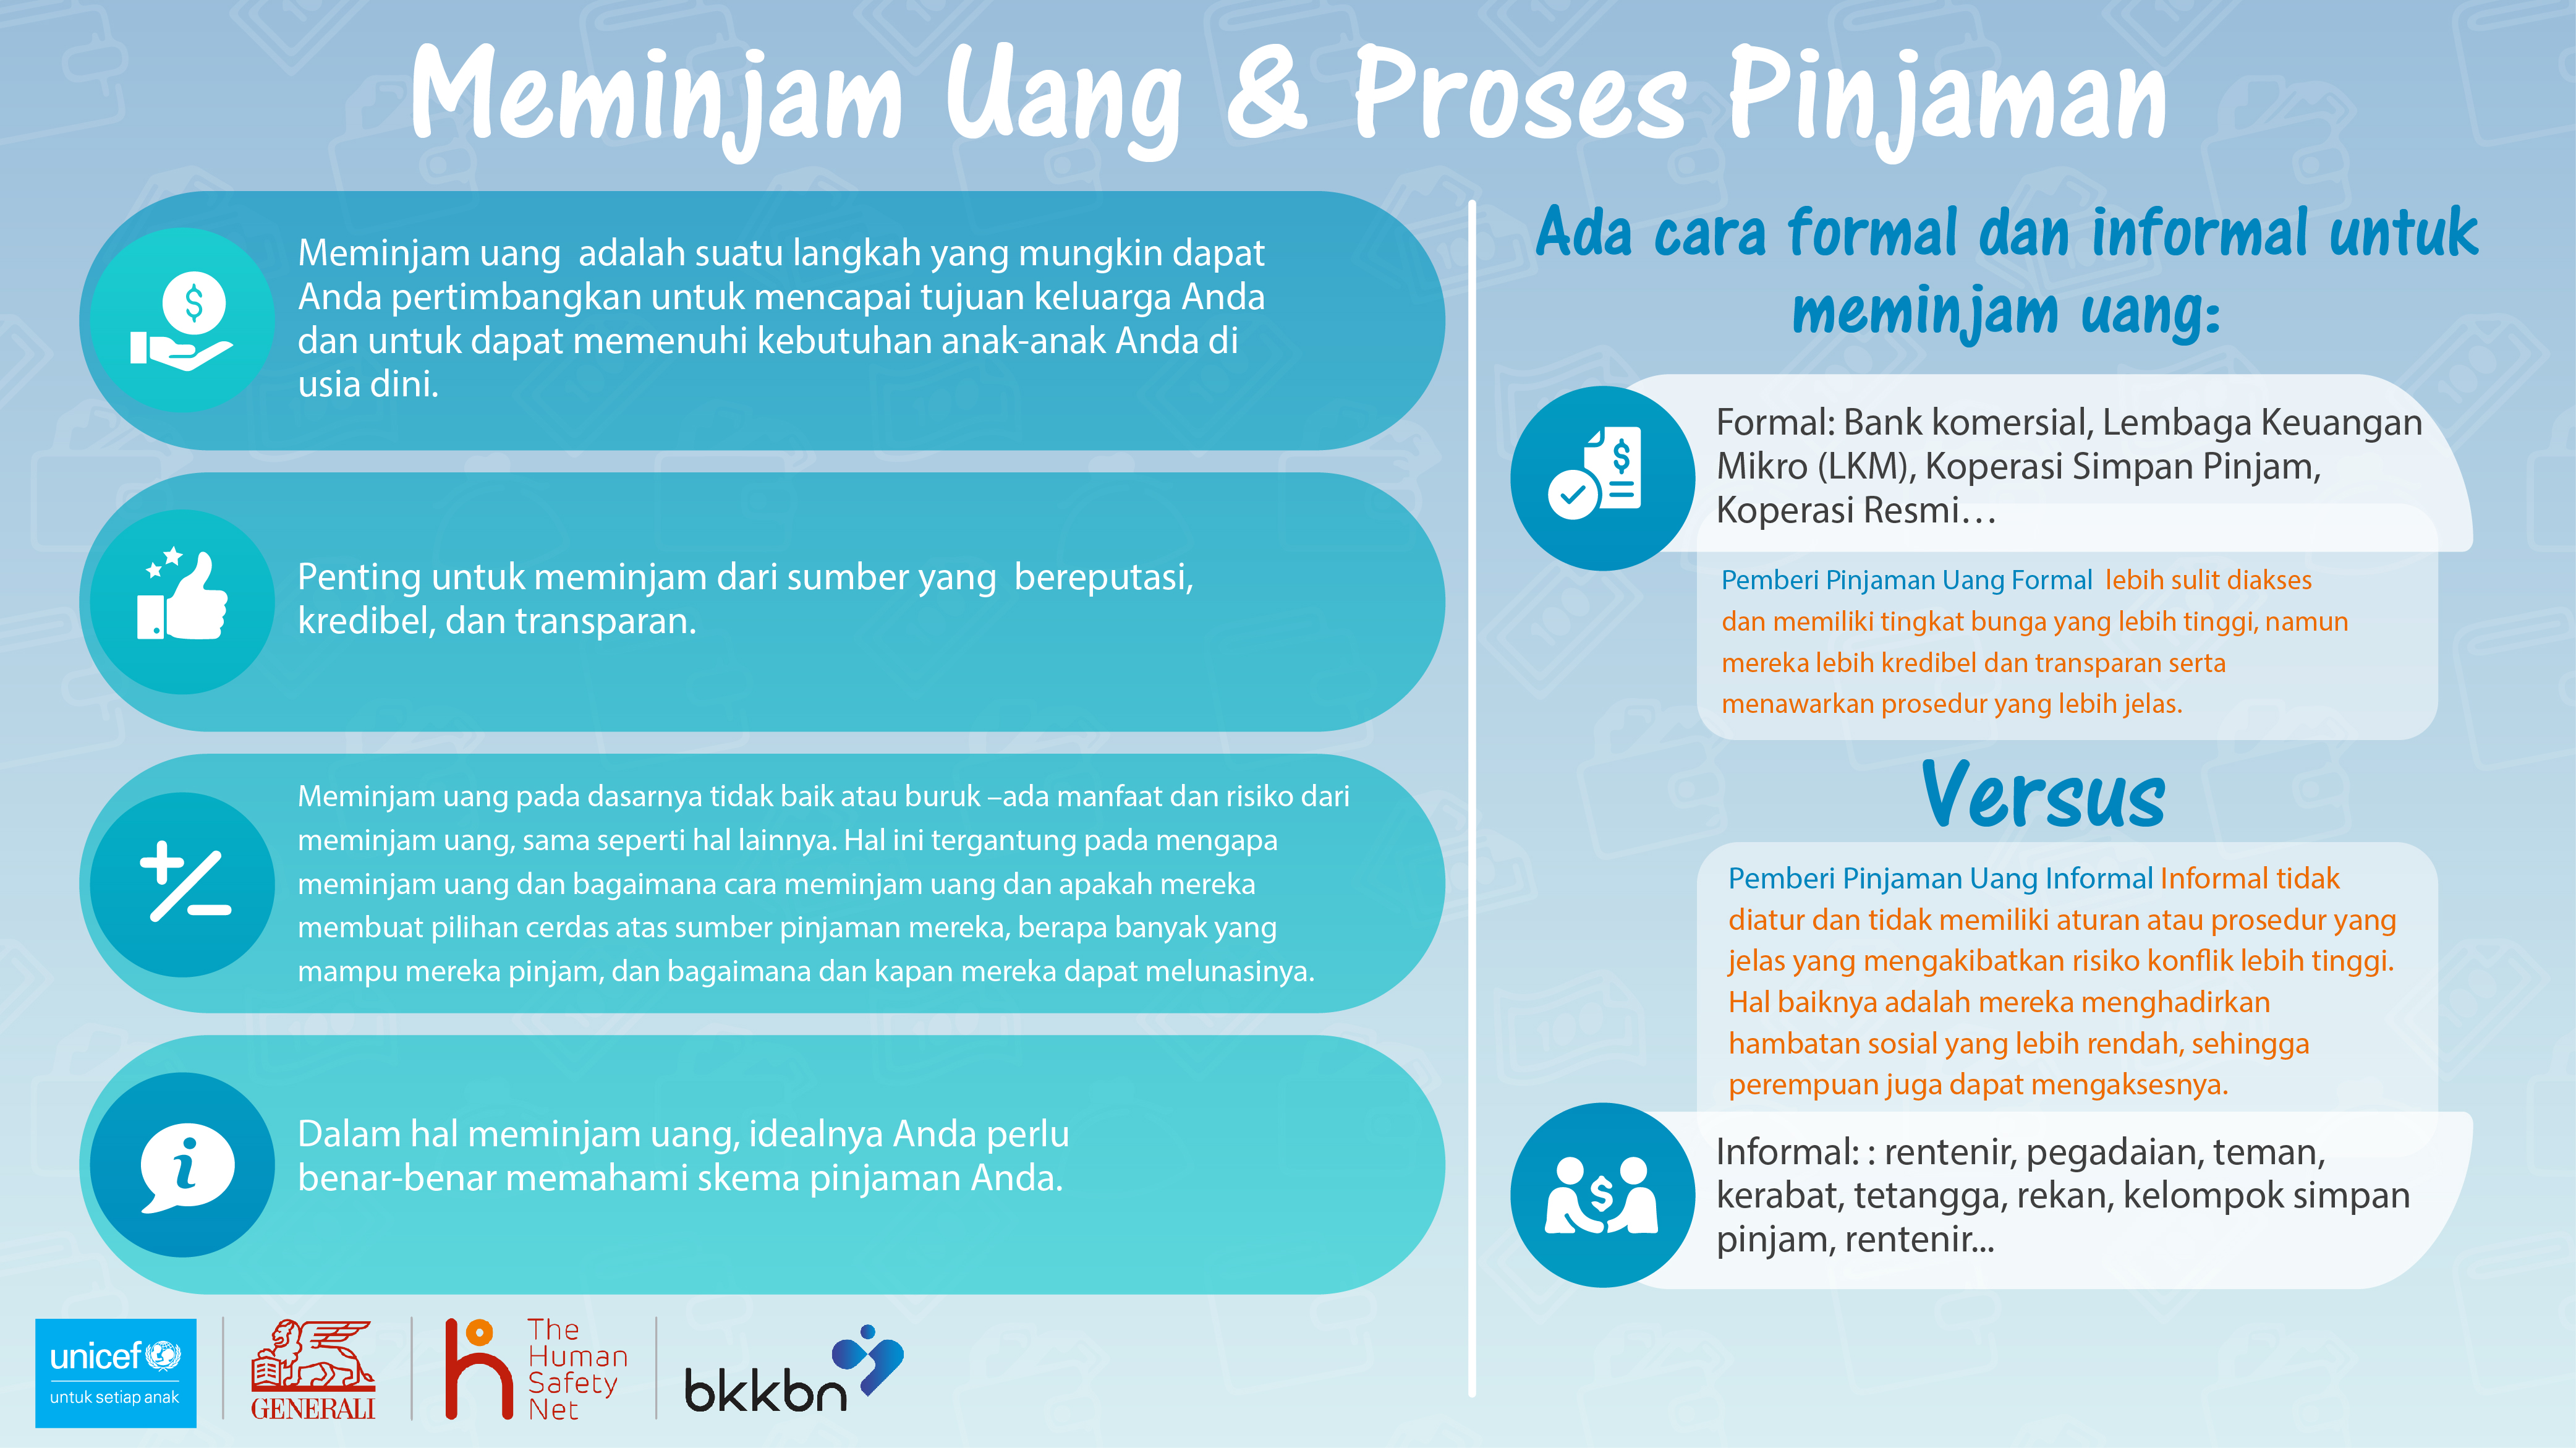 Meminjam Uang & Proses Pinjaman
Meminjam uang adalah suatu langkah yang mungkin dapat
Anda pertimbangkan untuk mencapai tujuan keluarga Anda
dan untuk dapat memenuhi kebutuhan anak-anak Anda di
usia dini.
Penting untuk meminjam dari sumber yang bereputasi,
kredibel, dan transparan.
Meminjam uang pada dasarnya tidak baik atau buruk –ada manfaat dan risiko dari
meminjam uang, sama seperti hal lainnya. Hal ini tergantung pada mengapa
meminjam uang dan bagaimana cara meminjam uang dan apakah mereka
membuat pilihan cerdas atas sumber pinjaman mereka, berapa banyak yang
mampu mereka pinjam, dan bagaimana dan kapan mereka dapat melunasinya.
Dalam hal meminjam uang, idealnya Anda perlu
benar-benar memahami skema pinjaman Anda.
Ada cara formal dan informal untuk
meminjam uang:
Formal: Bank komersial, Lembaga Keuangan
Mikro (LKM), Koperasi Simpan Pinjam,
Koperasi Resmi…
Pemberi Pinjaman Uang Formal lebih sulit diakses
dan memiliki tingkat bunga yang lebih tinggi, namun
mereka lebih kredibel dan transparan serta
menawarkan prosedur yang lebih jelas.
Versus
Pemberi Pinjaman Uang Informal Informal tidak
diatur dan tidak memiliki aturan atau prosedur yang
jelas yang mengakibatkan risiko konflik lebih tinggi.
Hal baiknya adalah mereka menghadirkan
hambatan sosial yang lebih rendah, sehingga
perempuan juga dapat mengaksesnya.
Informal: : rentenir, pegadaian, teman,
kerabat, tetangga, rekan, kelompok simpan
pinjam, rentenir...
unicef
untuk setiap anak
GENERALI
The
Human
Safety
Net
bkkbn